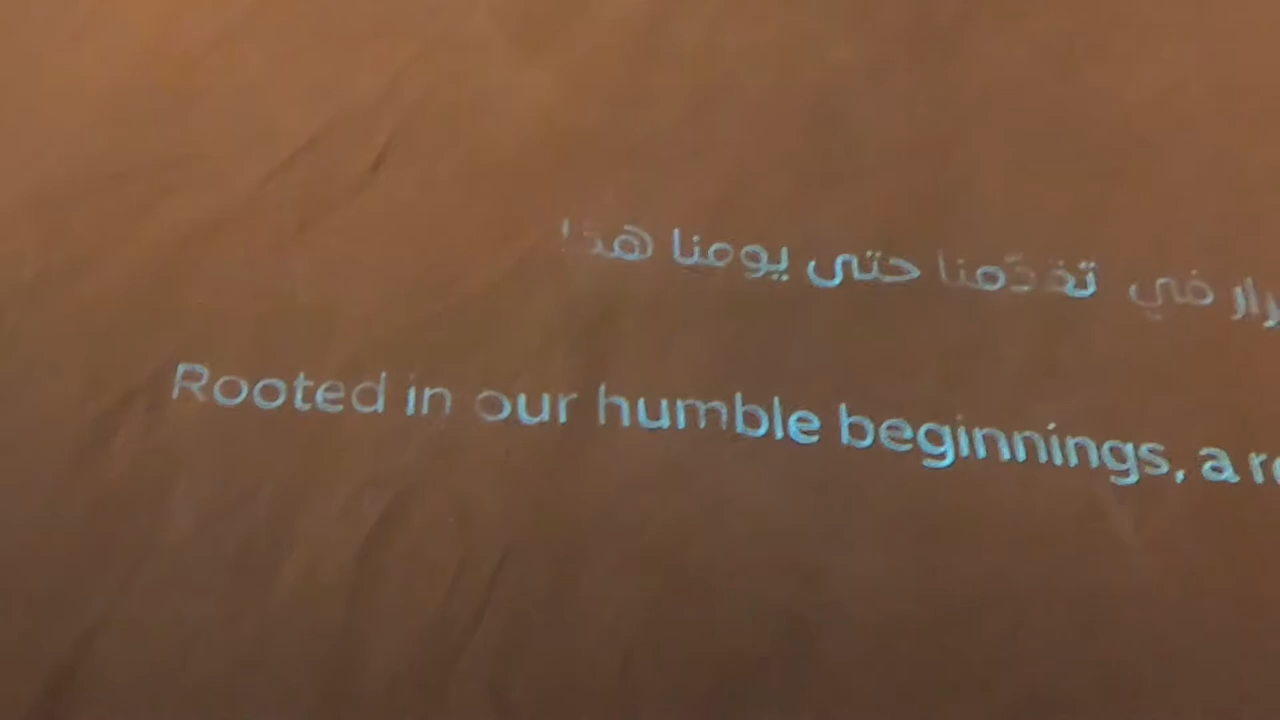 في تقدّمنا حتى يومنا هذا
Rooted in our humble beginnings, a